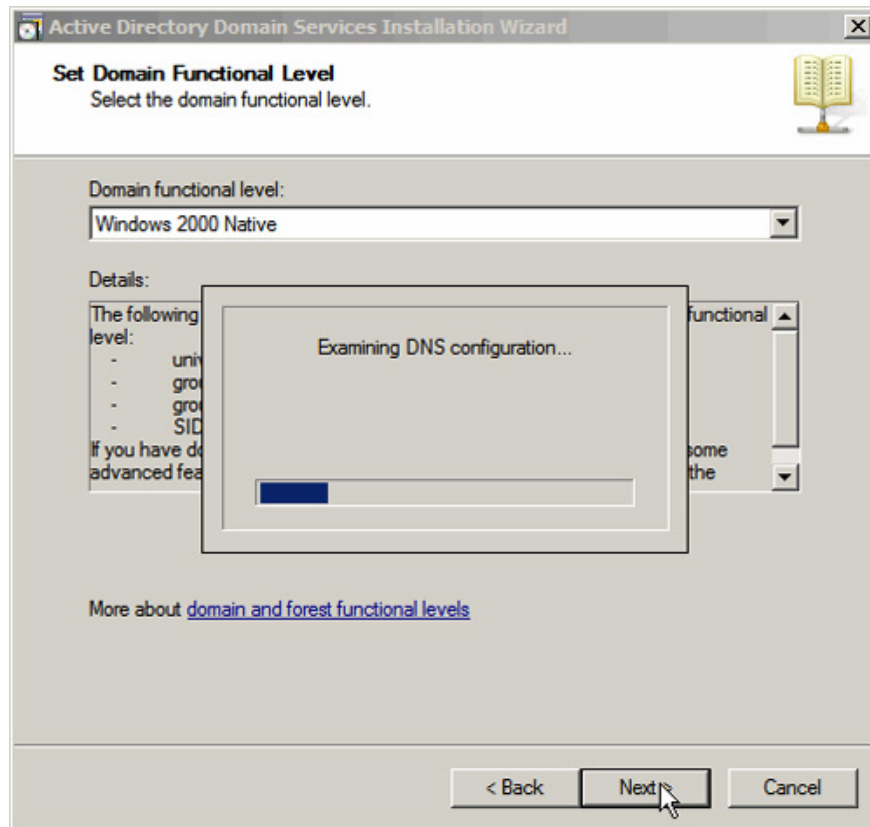 Active Directory Domain Services Installation Wizard
Set Domain Functional Level
Select the domain functional level.
Domain functional level:
Windows 2000 Native
Details:
The following functional
level:
-
-
-
- SID
If you have some
advanced the
Examining DNS configuration...
More about domain and forest functional levels
< Back
Next >
Cancel